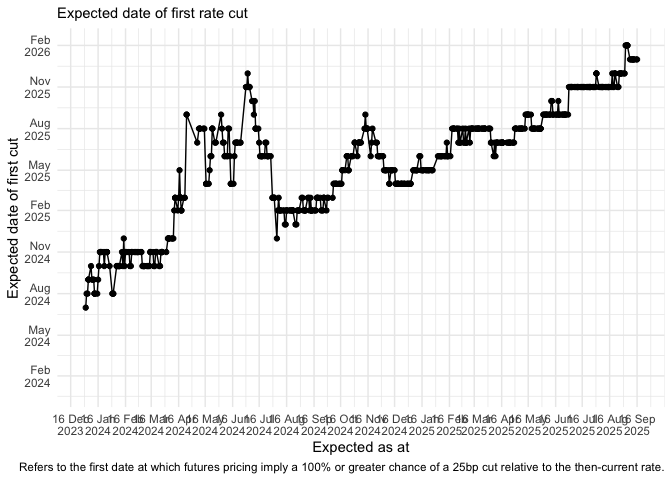 Expected date of first rate cut
Expected date of first cut
Feb
2026
Nov
2025
Aug
2025
May
2025
Feb
2025
Nov
2024
Aug
2024
May
2024
Feb
2024
16 Dec 16 Jan 16 Feb 16 Mar 16 Apr 16 May 16 Jun 16 Jul 16 Aug 16 Sep 16 Oct 16 Nov 16 Dec 16 Jan 16 Feb 16 Mar 16 Apr 16 May 16 Jun 16 Jul 16 Aug 16 Sep
2023 2024 2024 2024 2024 2024 2024 2024 2024 2024 2024 2024 2024 2025 2025 2025 2025 2025 2025 2025 2025 2025
Expected as at
Refers to the first date at which futures pricing imply a 100% or greater chance of a 25bp cut relative to the then-current rate.